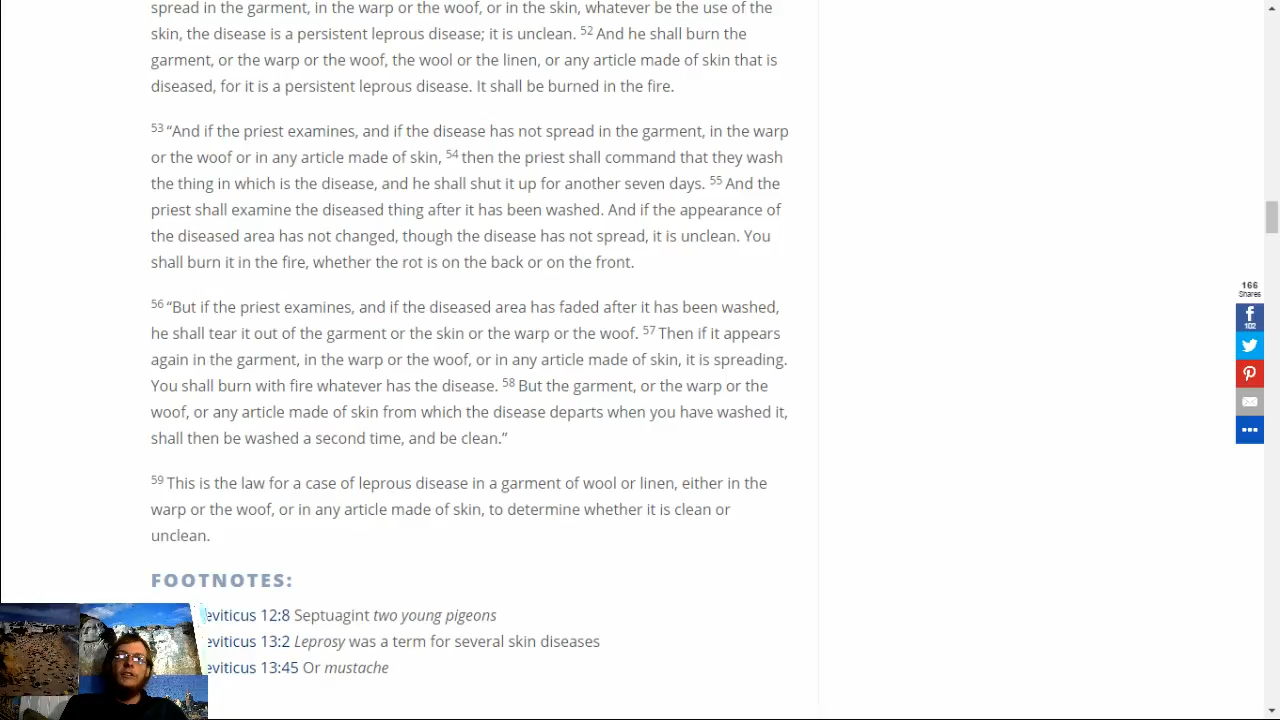 spread in the garment, in the warp or the woof, or in the skin, whatever be the use of the
skin, the disease is a persistent leprous disease; it is unclean. 52 And he shall burn the
garment, or the warp or the woof, the wool or the linen, or any article made of skin that is
diseased, for it is a persistent leprous disease. It shall be burned in the fire.
53 “And if the priest examines, and if the disease has not spread in the garment, in the warp
or the woof or in any article made of skin, 54 then the priest shall command that they wash
the thing in which is the disease, and he shall shut it up for another seven days. 55 And the
priest shall examine the diseased thing after it has been washed. And if the appearance of
the diseased area has not changed, though the disease has not spread, it is unclean. You
shall burn it in the fire, whether the rot is on the back or on the front.
56 “But if the priest examines, and if the diseased area has faded after it has been washed,
he shall tear it out of the garment or the skin or the warp or the woof. 57 Then if it appears
again in the garment, in the warp or the woof, or in any article made of skin, it is spreading.
You shall burn with fire whatever has the disease. 58 But the garment, or the warp or the
woof, or any article made of skin from which the disease departs when you have washed it,
shall then be washed a second time, and be clean.”
59 This is the law for a case of leprous disease in a garment of wool or linen, either in the
warp or the woof, or in any article made of skin, to determine whether it is clean or
unclean.
FOOTNOTES:
eviticus 12:8 Septuagint two young pigeons
eviticus 13:2 Leprosy was a term for several skin diseases
eviticus 13:45 Or mustache
166
Shares
102